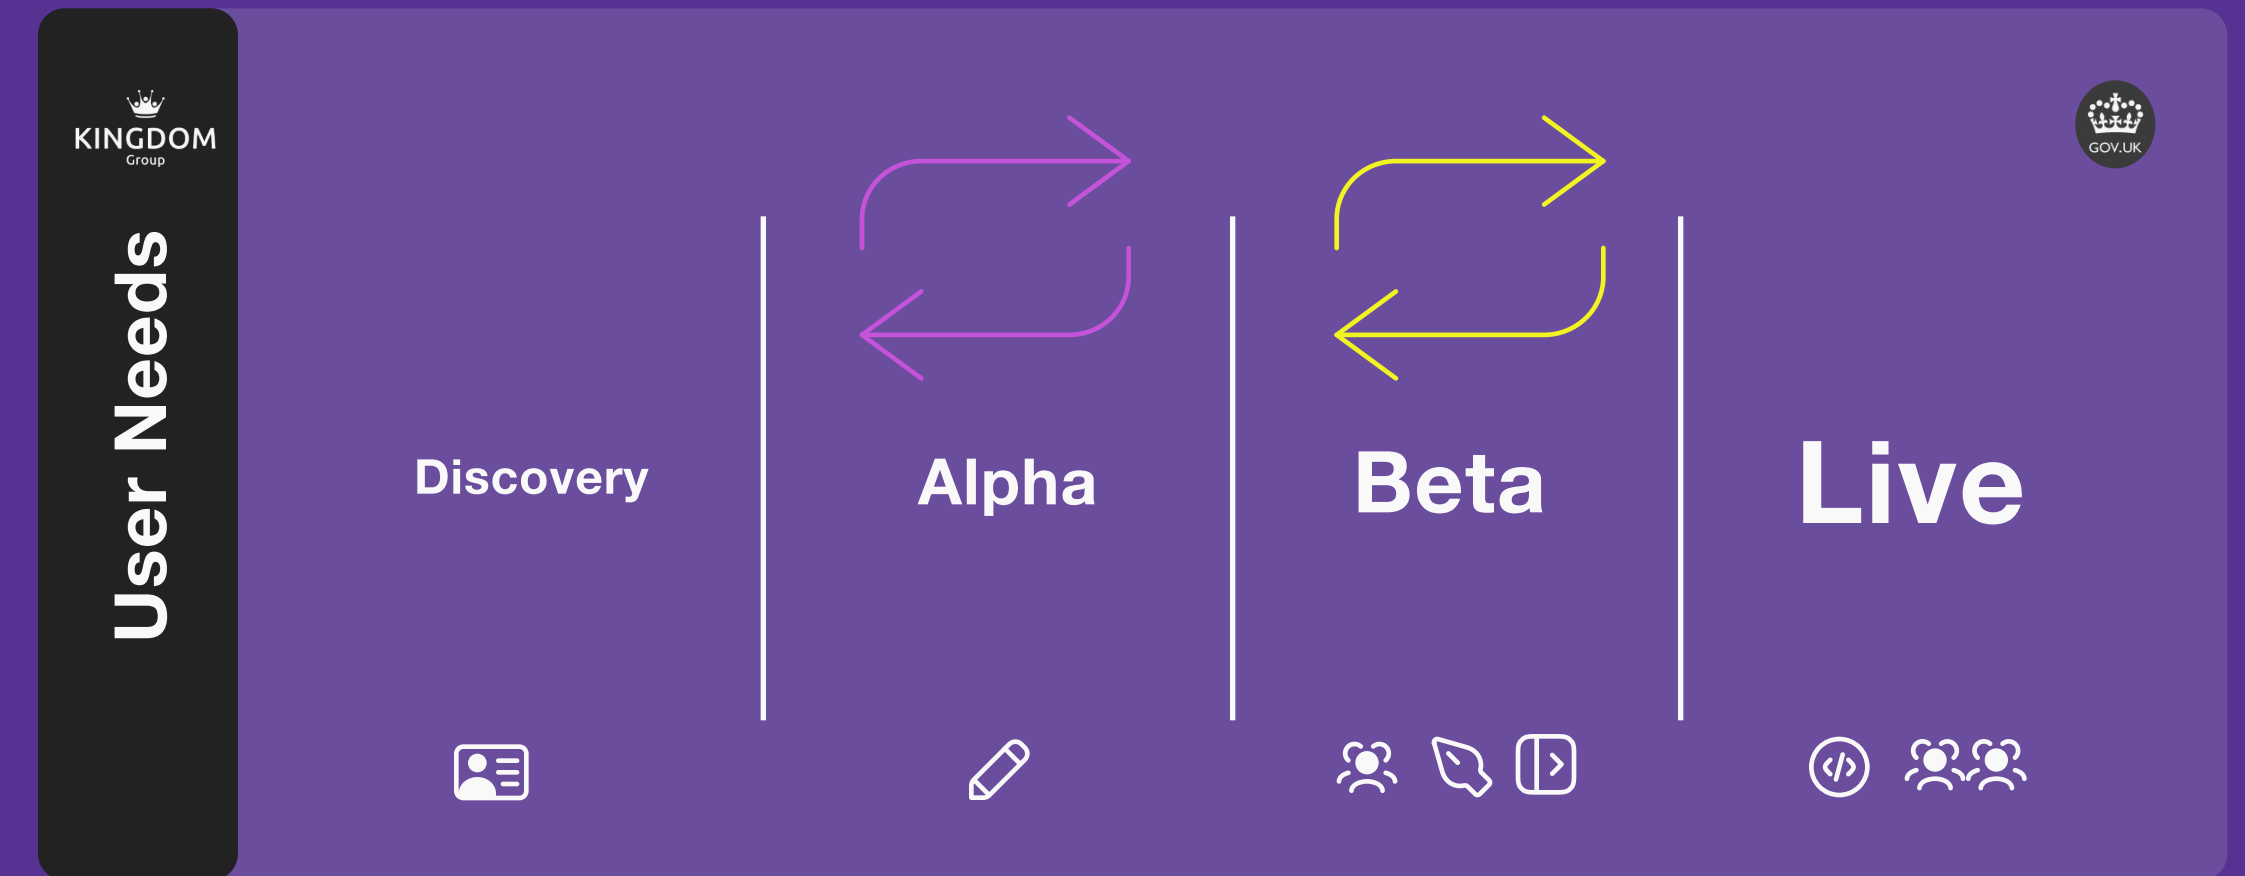 KINGDOM
Group
User Needs
GOV.UK
Discovery
Alpha
Beta
Live